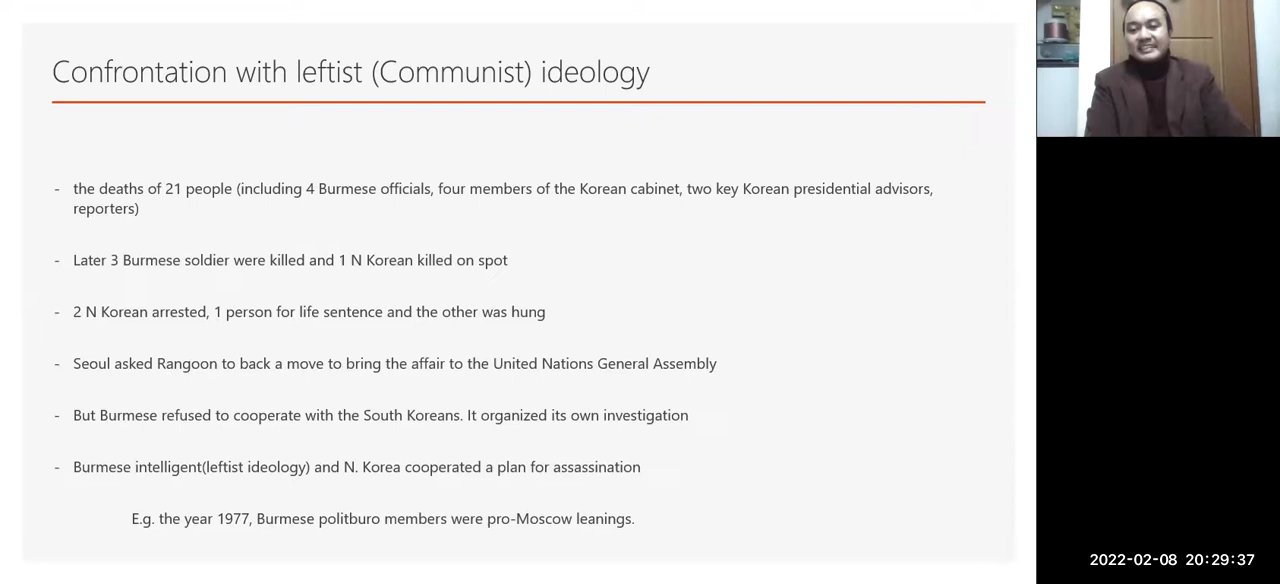 Confrontation with leftist (Communist) ideology
- the deaths of 21 people (including 4 Burmese officials, four members of the Korean cabinet, two key Korean presidential advisors,
reporters)
- Later 3 Burmese soldier were killed and 1 N Korean killed on spot
- 2 N Korean arrested, 1 person for life sentence and the other was hung
- Seoul asked Rangoon to back a move to bring the affair to the United Nations General Assembly
- But Burmese refused to cooperate with the South Koreans. It organized its own investigation
- Burmese intelligent(leftist ideology) and N. Korea cooperated a plan for assassination
E.g. the year 1977, Burmese politburo members were pro-Moscow leanings.
2022-02-08 20:29:37